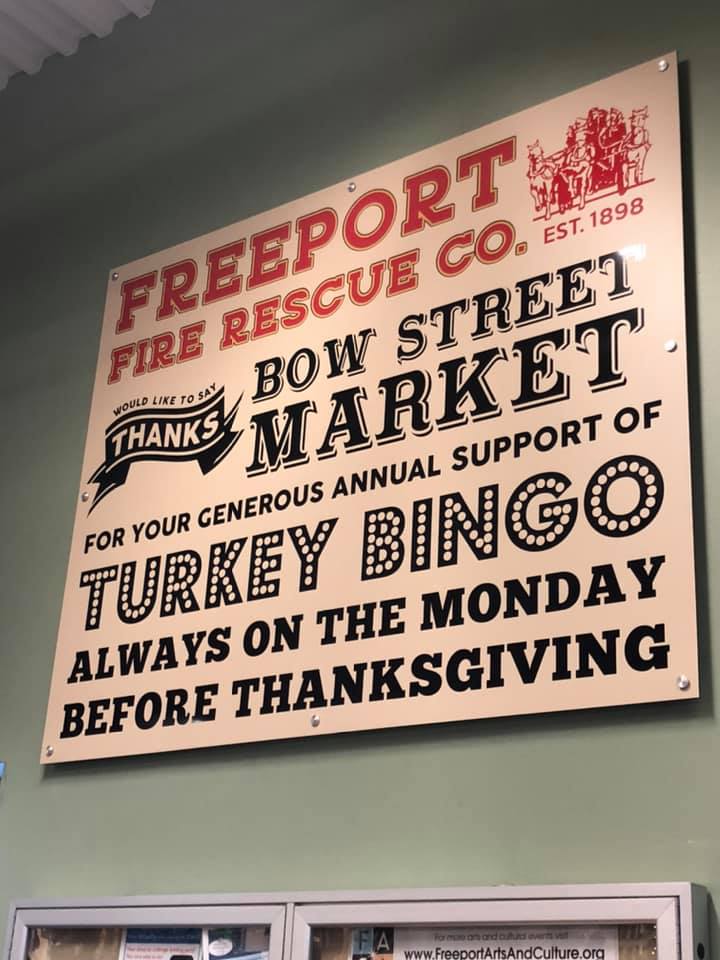 FREEPORT
FIRE RESCUE CO.
EST. 1898
WOULD LIKE TO SAY
THANKS
BOW STREET
MARKET
FOR YOUR GENEROUS ANNUAL SUPPORT OF
TURKEY BINGO
ALWAYS ON THE MONDAY
BEFORE THANKSGIVING
FA
For more arts and cultural events visit
www.FreeportArtsAndCulture.org